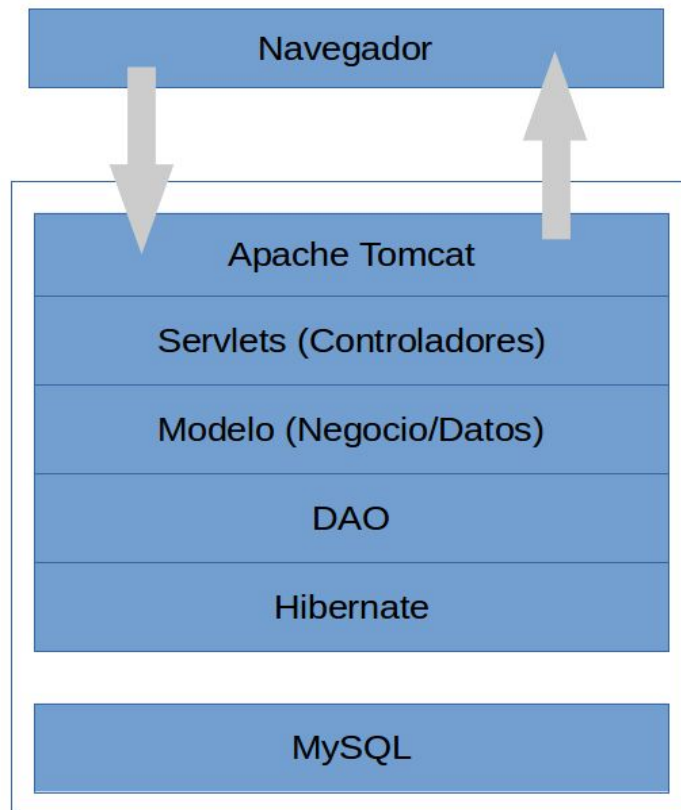 Navegador
Apache Tomcat
Servlets (Controladores)
Modelo (Negocio/Datos)
DAO
Hibernate
MySQL